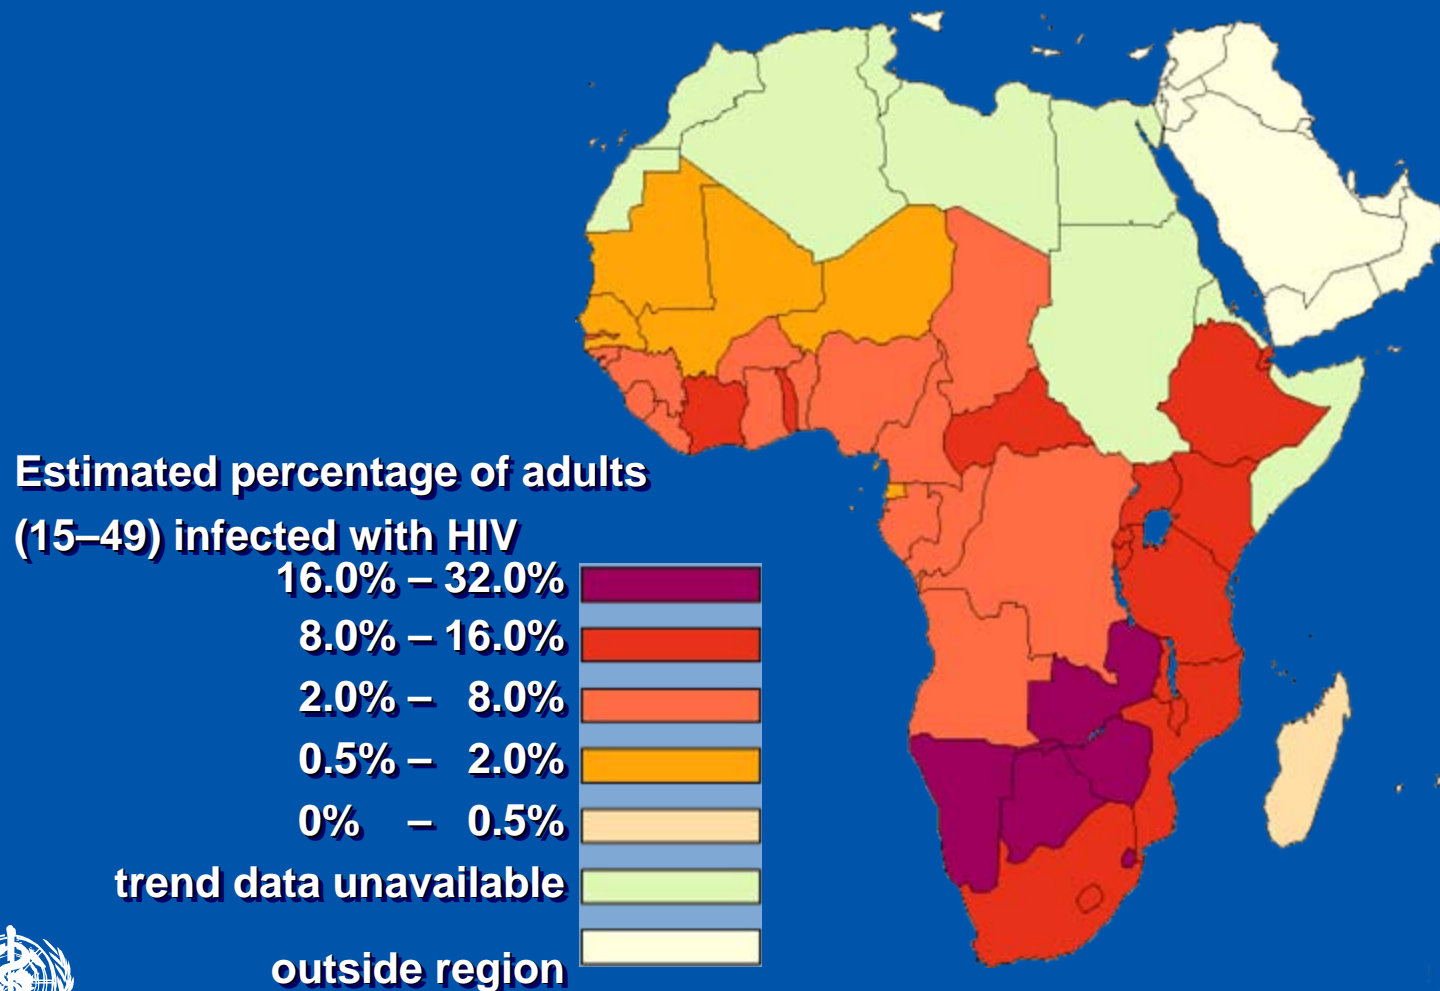 Estimated percentage of adults
(15–49) infected with HIV
16.0% – 32.0%
8.0% – 16.0%
2.0% – 8.0%
0.5% – 2.0%
0% – 0.5%
trend data unavailable
outside region